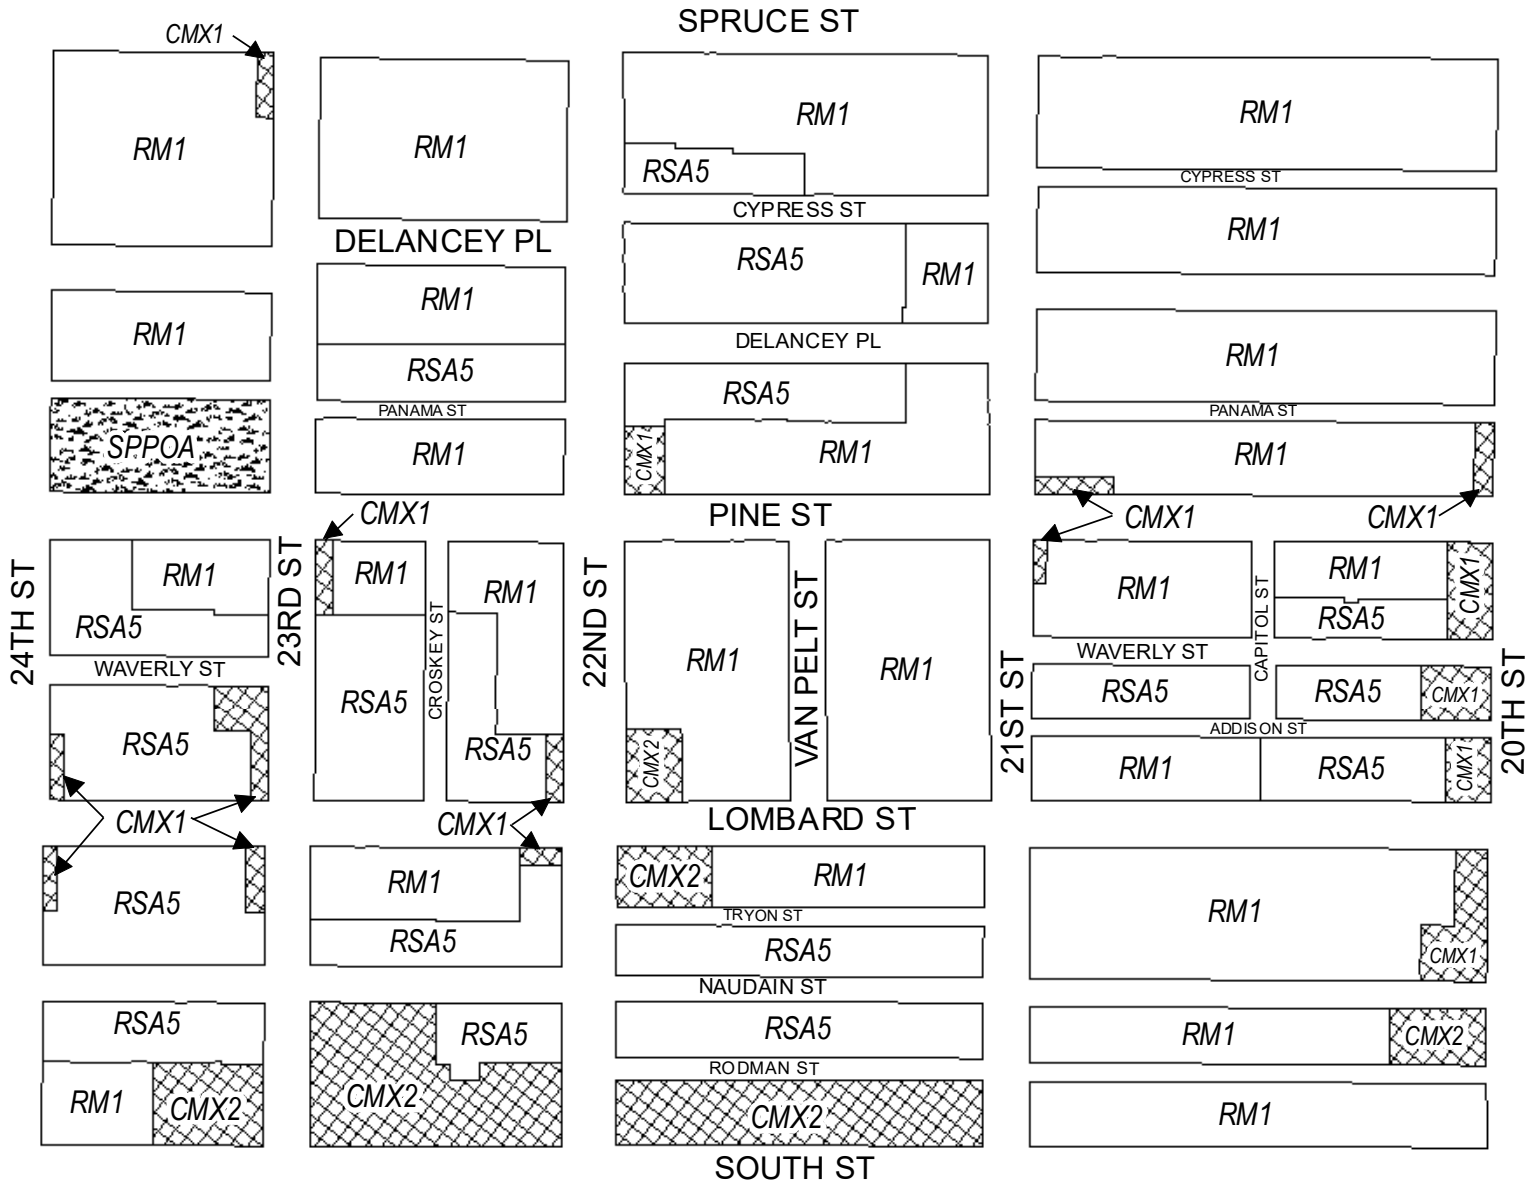 SPRUCE ST
CMX1
RM1
RM1
RM1
RM1
RSA5
CYPRESS ST
CYPRESS ST
DELANCEY PL
RSA5
RM1
RM1
RM1
RM1
RM1
DELANCEY PL
RSA5
RSA5
PANAMA ST
PANAMA ST
SPPOA
RM1
CMX1
RM1
RM1
CMX1
PINE ST
CMX1
CMX1
24TH ST
RM1
RSA5
23RD ST
RM1
CROSKEY ST
RM1
22ND ST
RM1
VAN PELT ST
RM1
21ST ST
RM1
CAPITOL ST
RM1
RSA5
CMX1
20TH ST
WAVERLY ST
WAVERLY ST
RSA5
RSA5
RSA5
CMX1
RSA5
RSA5
CMX2
ADDISON ST
RM1
RSA5
CMX1
CMX1
CMX1
LOMBARD ST
RSA5
RM1
RSA5
CMX2
RM1
TRYON ST
RSA5
NAUDAIN ST
RM1
CMX1
RSA5
RSA5
RSA5
RM1
CMX2
RODMAN ST
RM1
CMX2
CMX2
CMX2
RM1
SOUTH ST